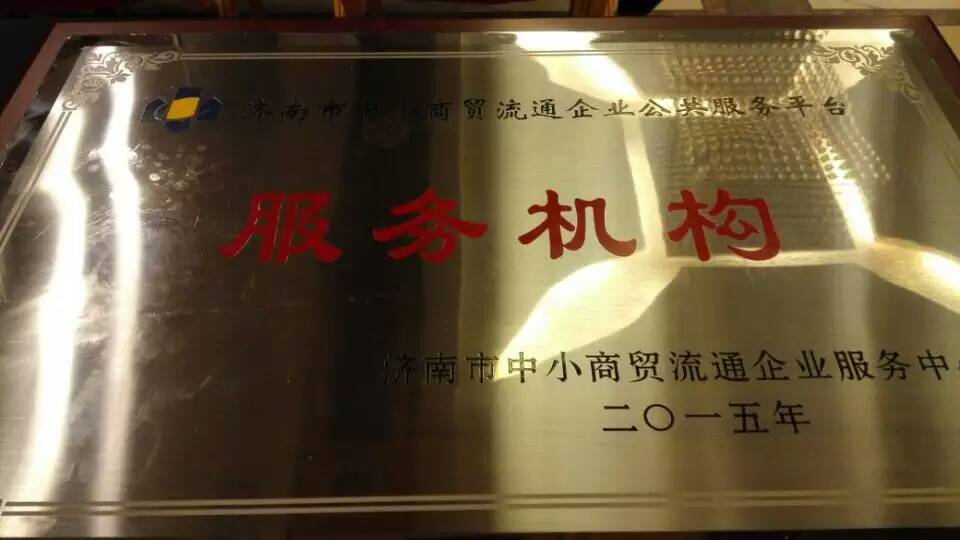 济南市中小商贸流通企业公共服务平台
服务机构
济南市中小商贸流通企业服务中
二〇一五年